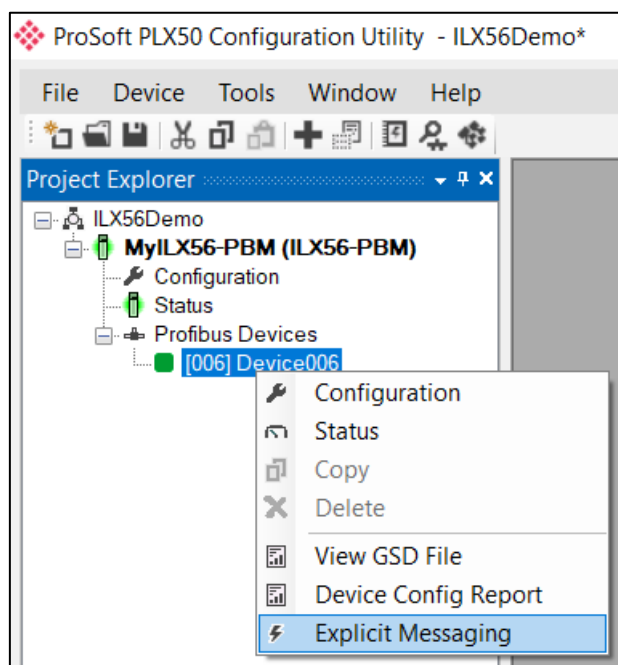 ProSoft PLX50 Configuration Utility - ILX56Demo*
File Device Tools Window Help
Project Explorer
ILX56Demo
MyILX56-PBM (ILX56-PBM)
Configuration
Status
Profibus Devices
[006] Device006
Configuration
Status
Copy
Delete
View GSD File
Device Config Report
Explicit Messaging